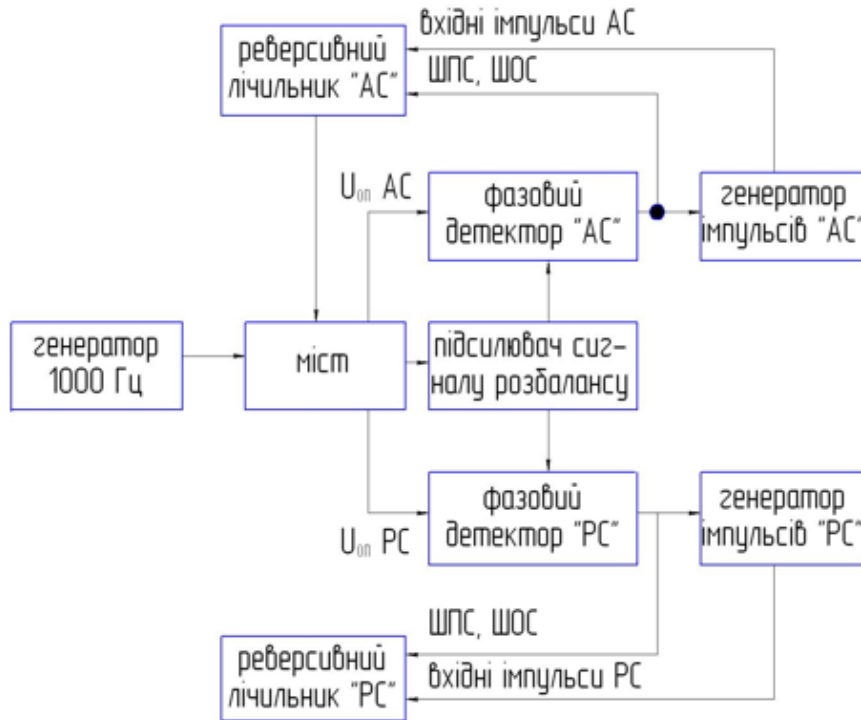 вхідні імпульси АС
реверсивний
лічильник "АС"
ШПС, ШОС
Uоп АС
фазовий
детектор "АС"
генератор
імпульсів "АС"
генератор
1000 Гц
міст
підсилювач сиг-
налу розбалансу
фазовий
детектор "РС"
генератор
імпульсів "РС"
Uоп РС
ШПС, ШОС
реверсивний
лічильник "РС"
вхідні імпульси РС